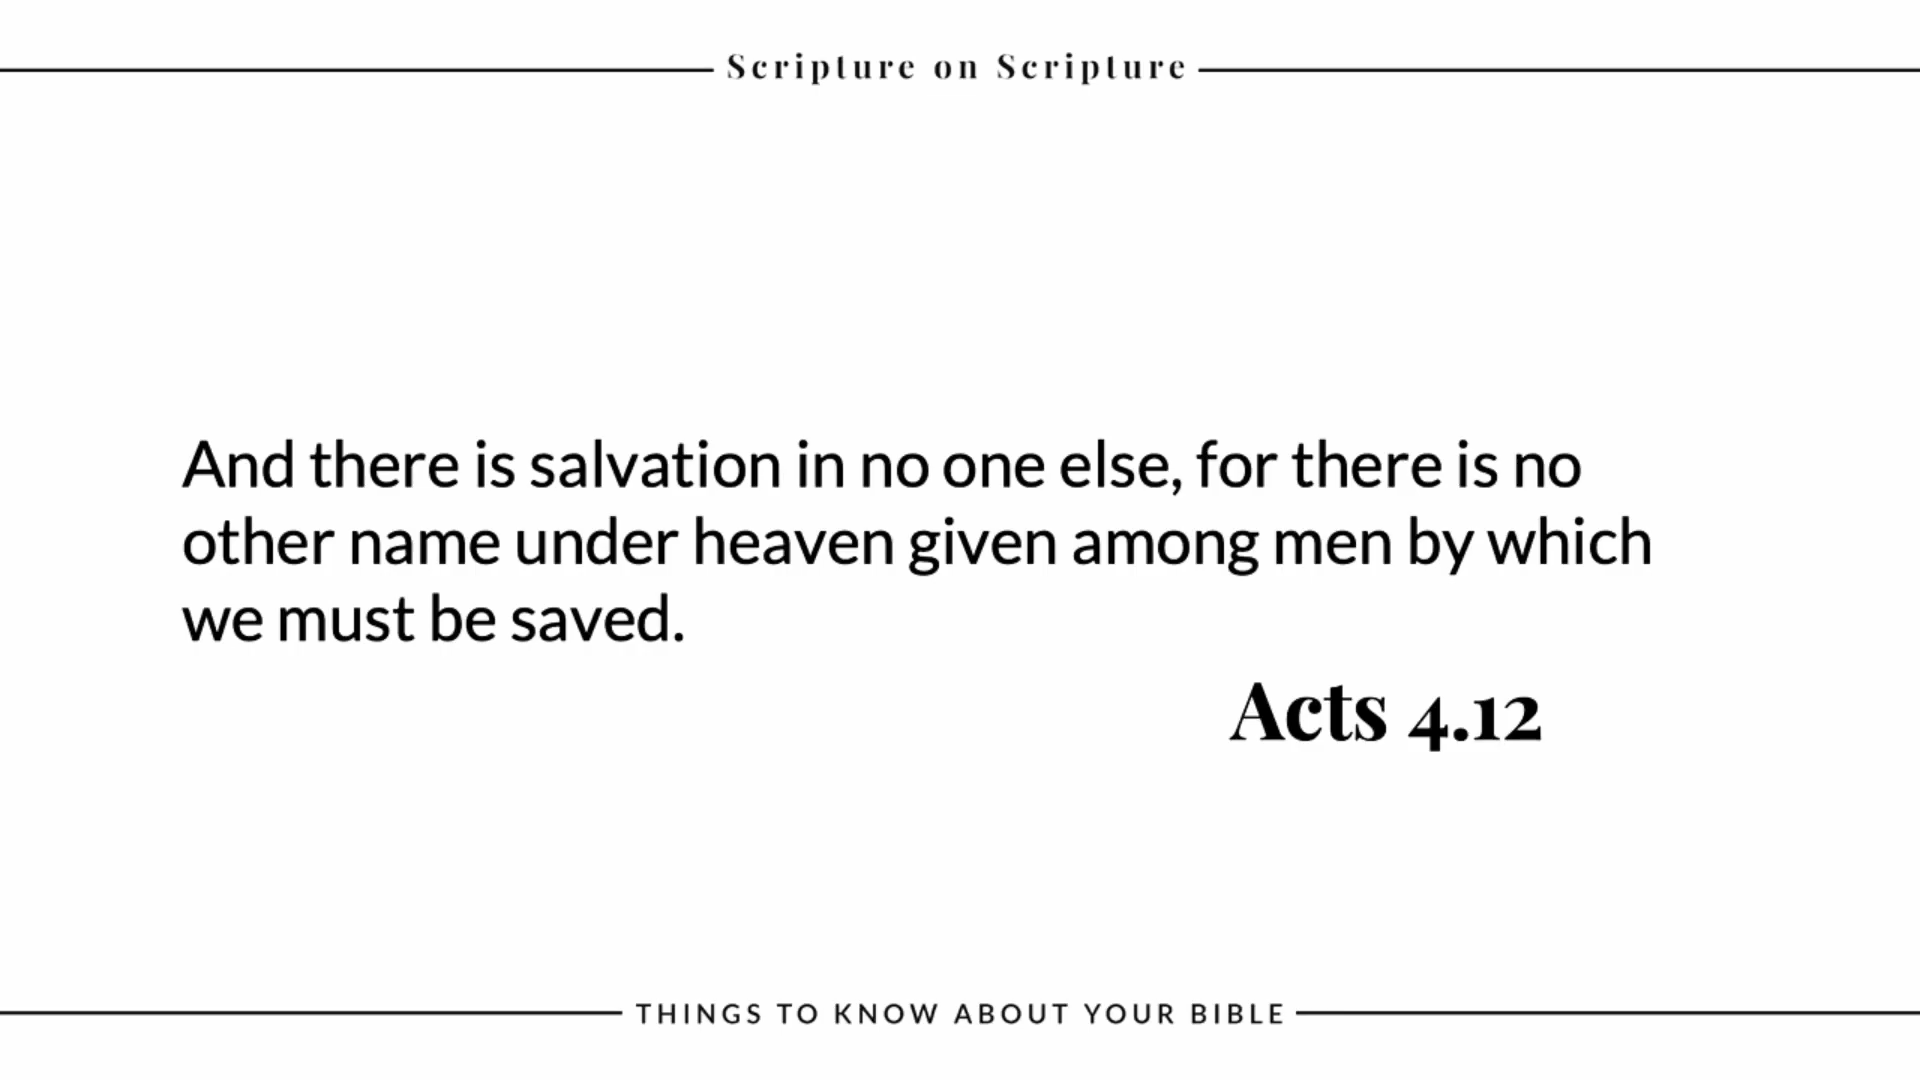 Scripture on Scripture
And there is salvation in no one else, for there is no
other name under heaven given among men by which
we must be saved.
Acts 4.12
THINGS TO KNOW ABOUT YOUR BIBLE